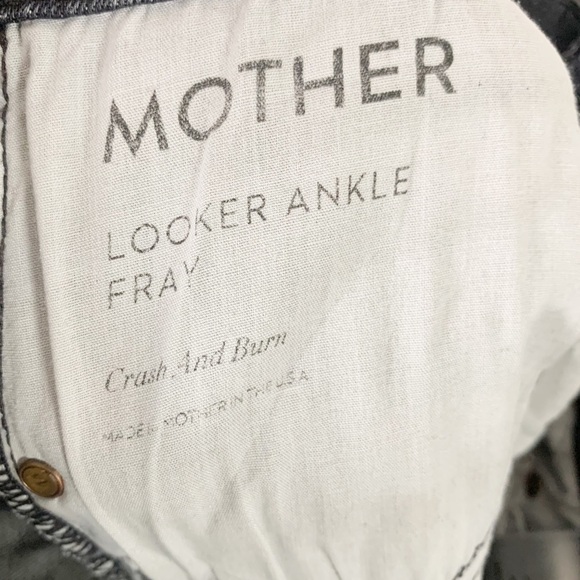 MOTHER
LOOKER ANKLE
FRAY
Crash And Burn
MADE BY MOTHER IN THE U.S.A